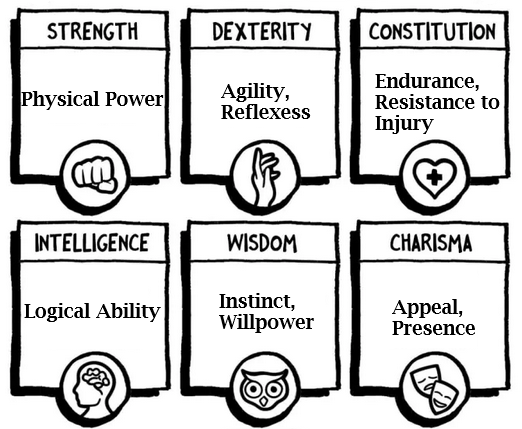 STRENGTH
Physical Power
DEXTERITY
Agility,
Reflexess
CONSTITUTION
Endurance,
Resistance to
Injury
INTELLIGENCE
Logical Ability
WISDOM
Instinct,
Willpower
CHARISMA
Appeal,
Presence